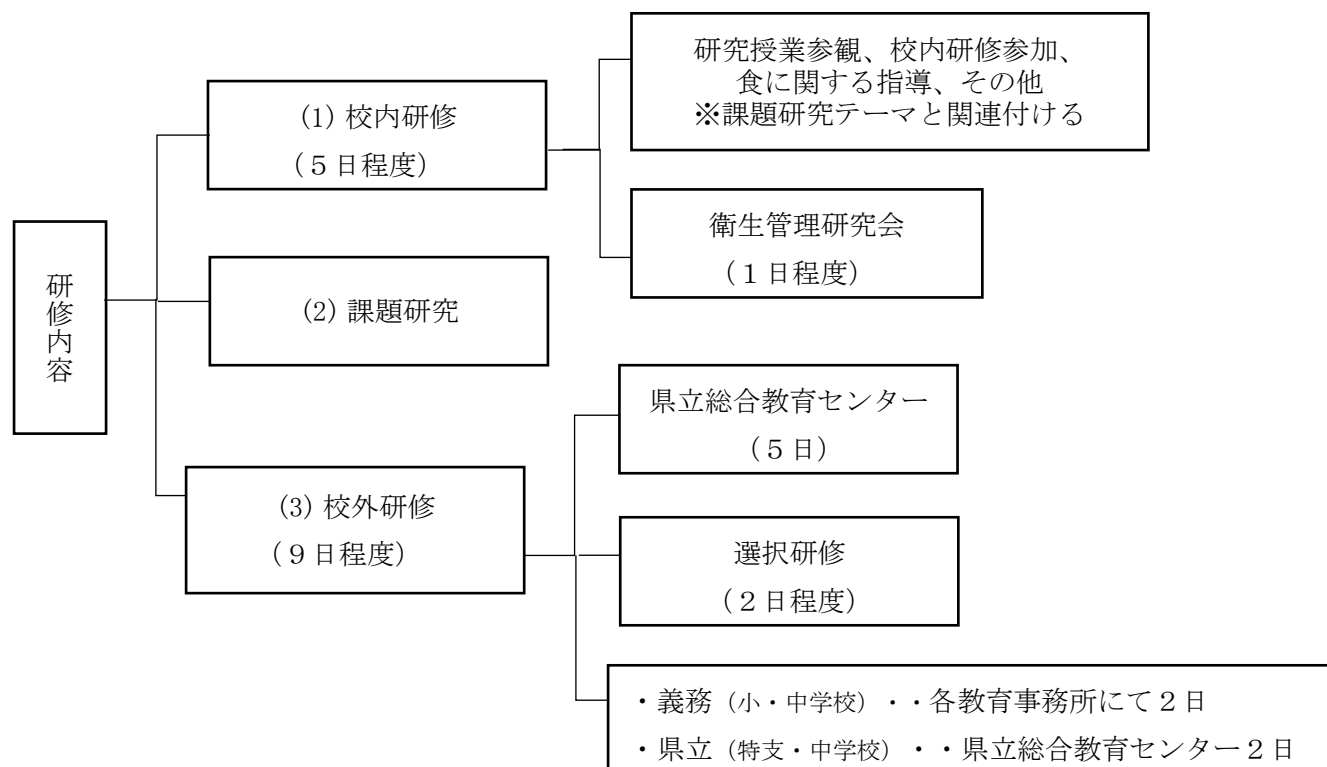 研修内容
(1) 校内研修
（５日程度）
研究授業参観、校内研修参加、
食に関する指導、その他
※課題研究テーマと関連付ける
衛生管理研究会
（１日程度）
(2) 課題研究
(3) 校外研修
（９日程度）
県立総合教育センター
（５日）
選択研修
（２日程度）
・義務（小・中学校）・・各教育事務所にて２日
・県立（特支・中学校）・・県立総合教育センター２日